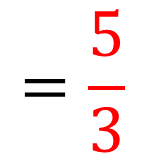 = 5/3